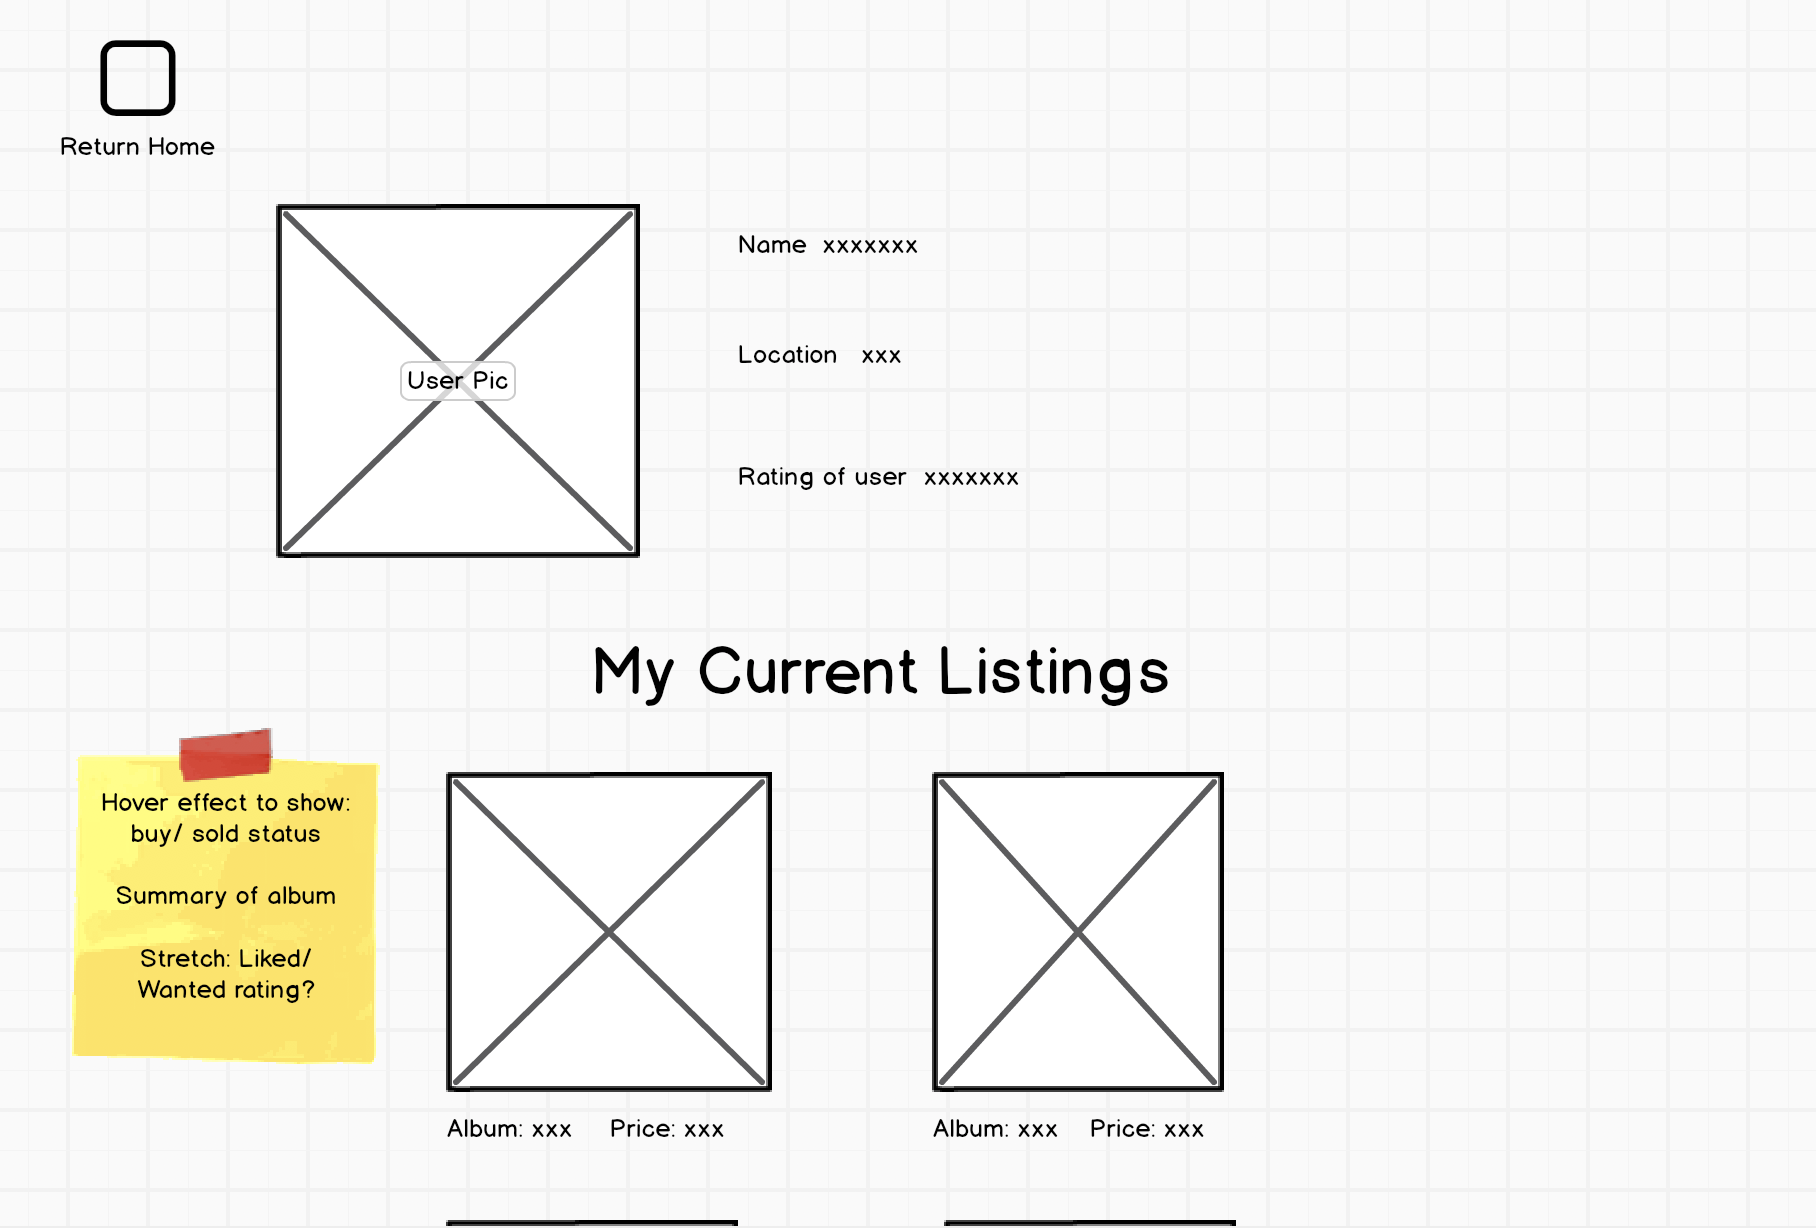 Return Home
User Pic
Name xxxxxxx
Location xxx
Rating of user xxxxxxx
My Current Listings
Hover effect to show:
buy/ sold status
Summary of album
Stretch: Liked/
Wanted rating?
Album: xxx Price: xxx
Album: xxx Price: xxx